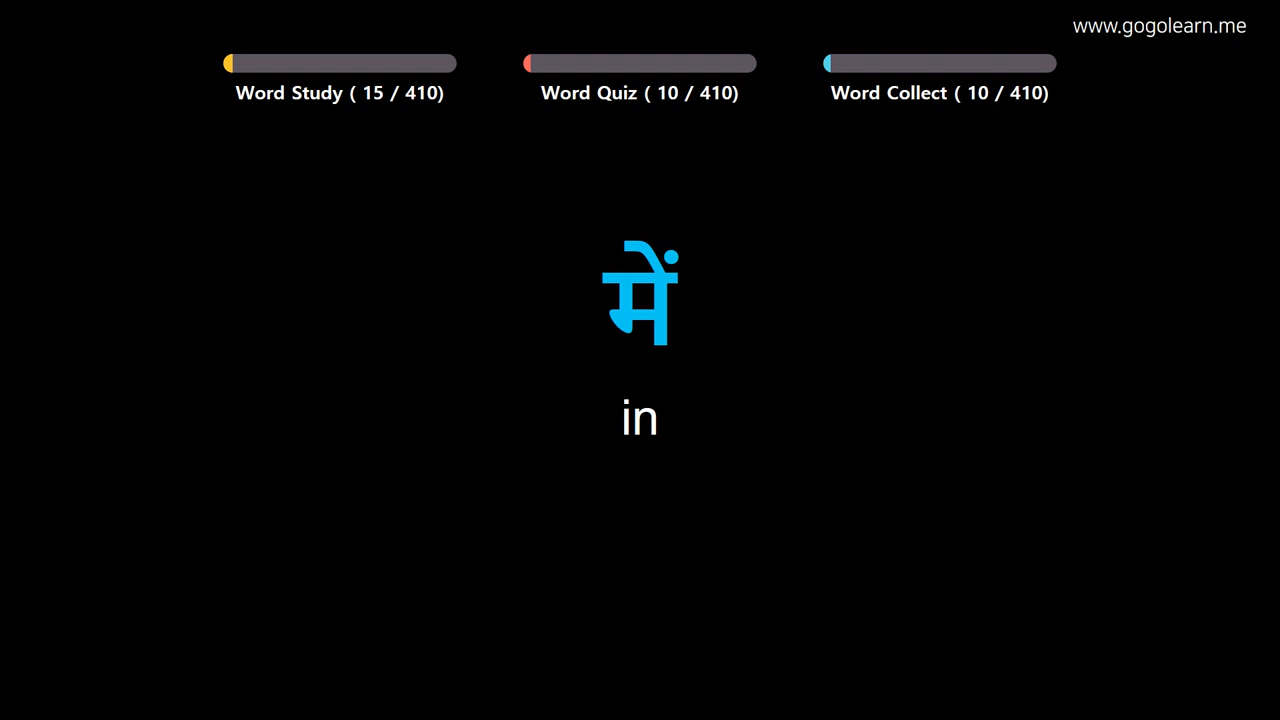 www.gogolearn.me
Word Study ( 15 / 410)
Word Quiz ( 10 / 410)
Word Collect ( 10 / 410)
में
in